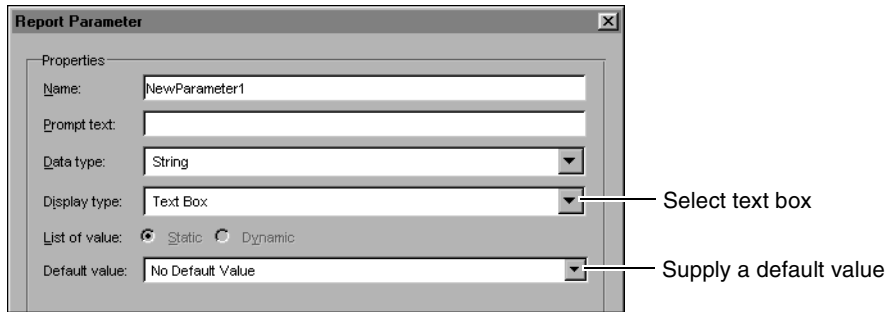 Report Parameter
Properties
Name: NewParameter1
Prompt text:
Data type: String
Display type: Text Box
Select text box
List of value: Static Dynamic
Default value: No Default Value
Supply a default value